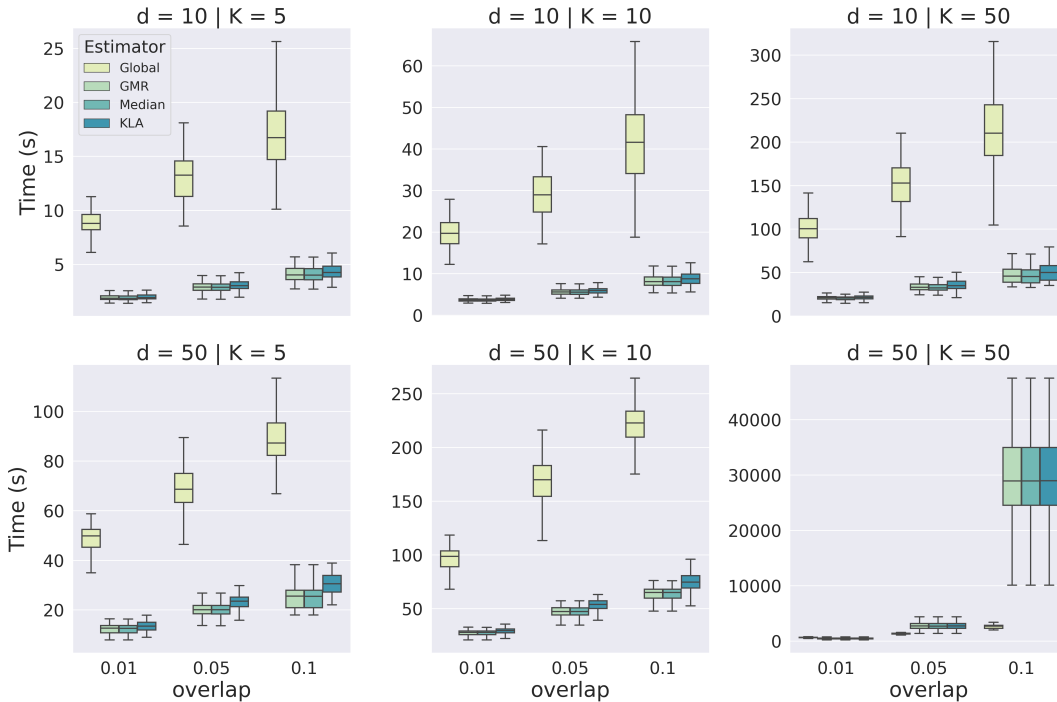 d = 10 | K = 5
d = 10 | K = 10
d = 10 | K = 50
Time (s)
25
20
15
10
5
Estimator
Global
GMR
Median
KLA
60
50
40
30
20
10
0
300
250
200
150
100
50
0
d = 50 | K = 5
d = 50 | K = 10
d = 50 | K = 50
Time (s)
100
80
60
40
20
250
200
150
100
50
40000
30000
20000
10000
0
0.01
0.05
0.1
overlap
0.01
0.05
0.1
overlap
0.01
0.05
0.1
overlap